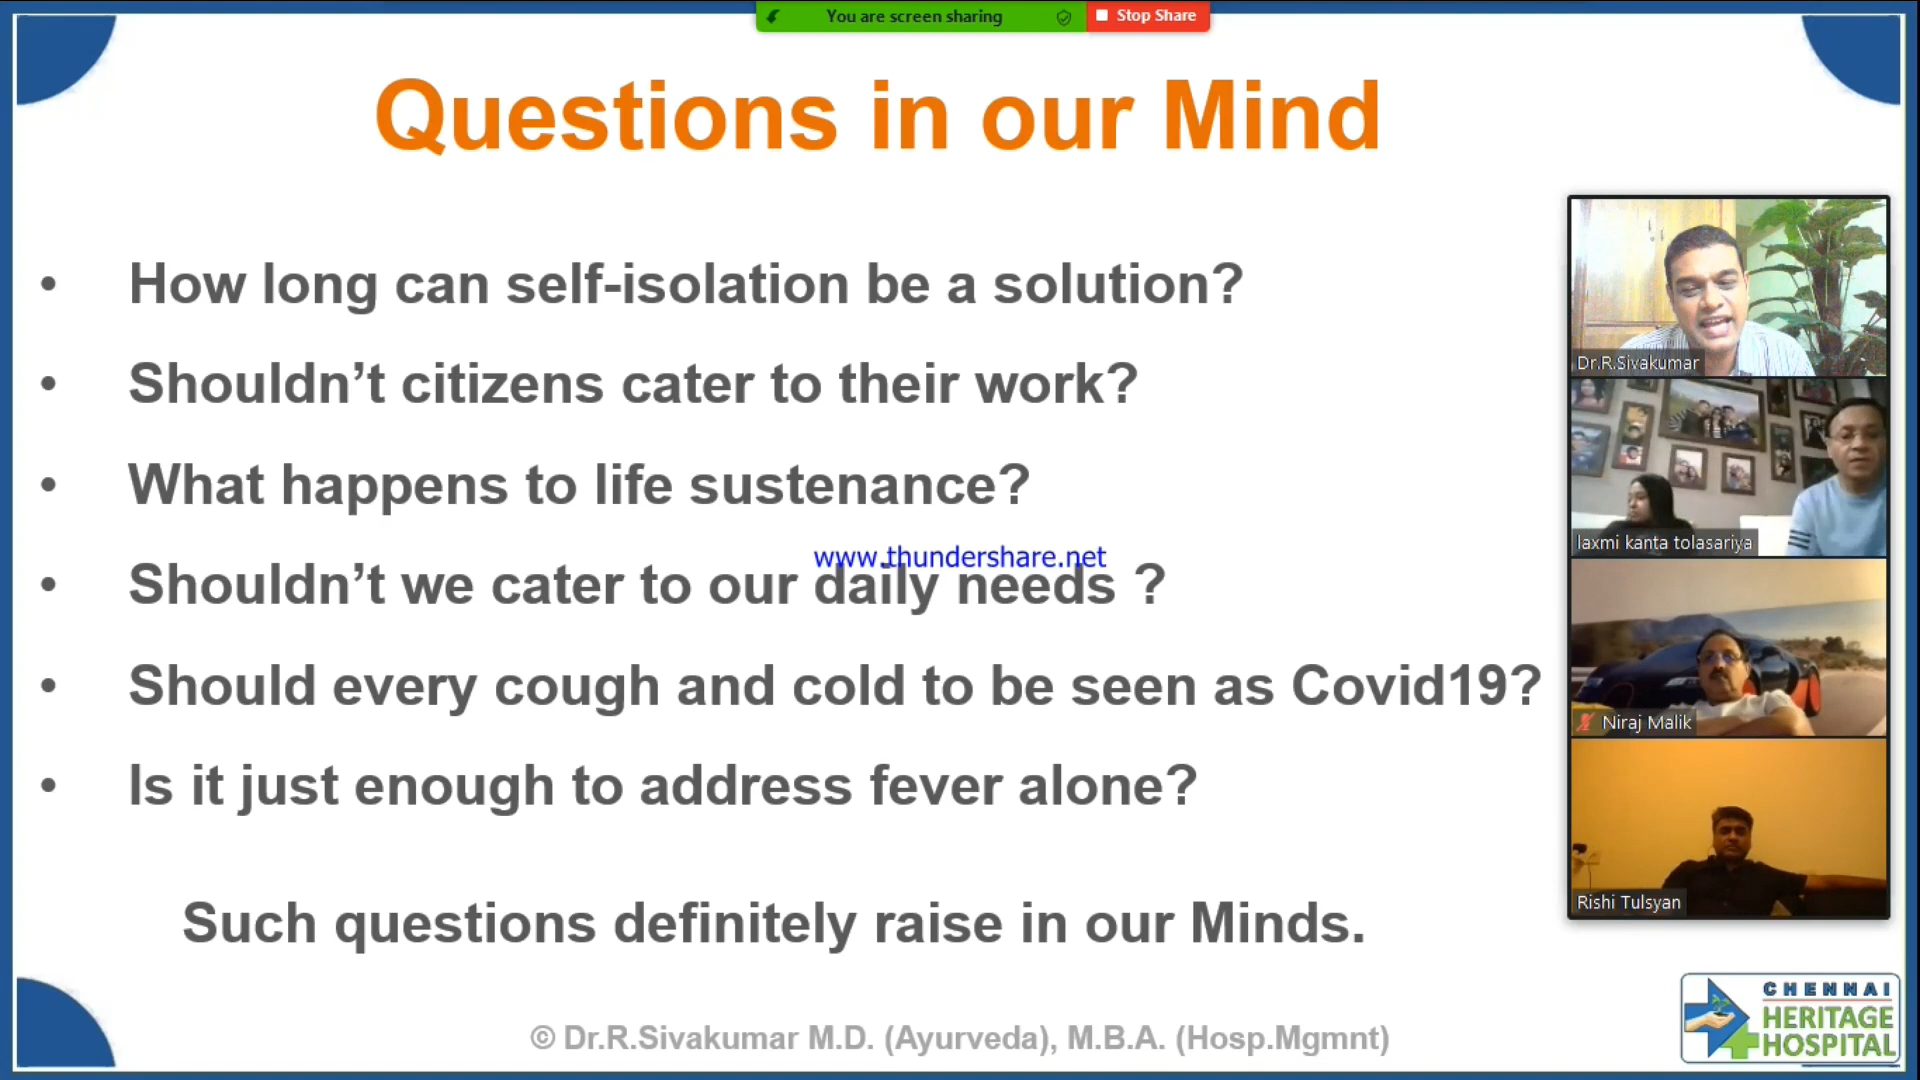 You are screen sharing
Stop Share
Questions in our Mind
• How long can self-isolation be a solution?
• Shouldn’t citizens cater to their work?
• What happens to life sustenance?
www.thundershare.net
• Shouldn’t we cater to our daily needs ?
• Should every cough and cold to be seen as Covid19?
• Is it just enough to address fever alone?
Such questions definitely raise in our Minds.
© Dr.R.Sivakumar M.D. (Ayurveda), M.B.A. (Hosp.Mgmnt)
Dr.R.Sivakumar
laxmi kanta tolasariya
Niraj Malik
Rishi Tulsyan
CHENNAI
HERITAGE
HOSPITAL